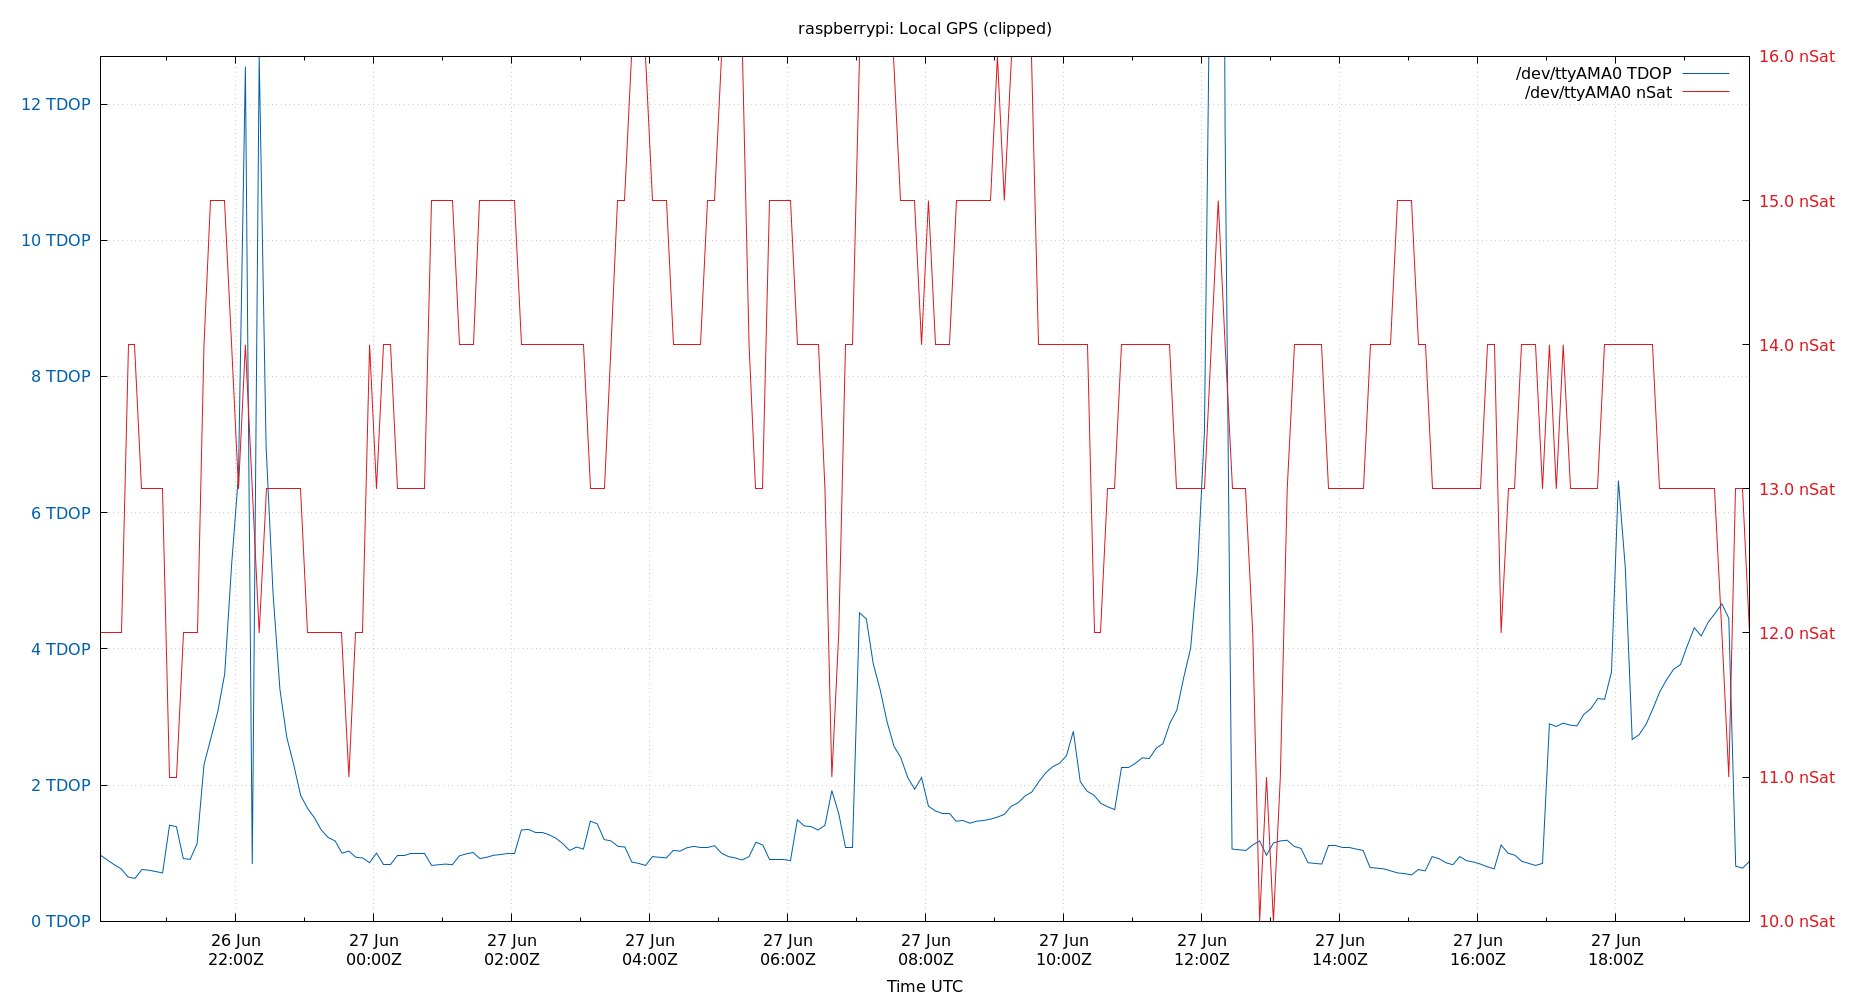 raspberrypi: Local GPS (clipped)
/dev/ttyAMA0 TDOP
/dev/ttyAMA0 nSat
12 TDOP
10 TDOP
8 TDOP
6 TDOP
4 TDOP
2 TDOP
0 TDOP
16.0 nSat
15.0 nSat
14.0 nSat
13.0 nSat
12.0 nSat
11.0 nSat
10.0 nSat
26 Jun
22:00Z
27 Jun
00:00Z
27 Jun
02:00Z
27 Jun
04:00Z
27 Jun
06:00Z
27 Jun
08:00Z
27 Jun
10:00Z
27 Jun
12:00Z
27 Jun
14:00Z
27 Jun
16:00Z
27 Jun
18:00Z
Time UTC